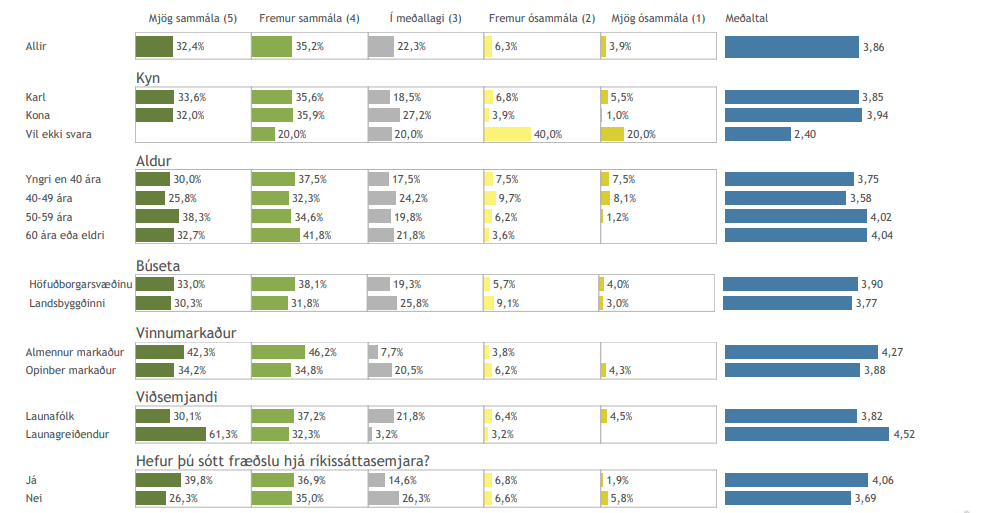 Mjög sammála (5) Fremur sammála (4) Í meðallagi (3) Fremur ósammála (2) Mjög ósammála (1) Meðaltal
Allir 32,4% 35,2% 22,3% 6,3% 3,9% 3,86
Kyn
Karl 33,6% 35,6% 18,5% 6,8% 5,5% 3,85
Kona 32,0% 35,9% 27,2% 3,9% 1,0% 3,94
Vil ekki svara 20,0% 20,0% 40,0% 20,0% 2,40
Aldur
Yngri en 40 ára 30,0% 37,5% 17,5% 7,5% 7,5% 3,75
40-49 ára 25,8% 32,3% 24,2% 9,7% 8,1% 3,58
50-59 ára 38,3% 34,6% 19,8% 6,2% 1,2% 4,02
60 ára eða eldri 32,7% 41,8% 21,8% 3,6% 4,04
Búseta
Höfuðborgarsvæðinu 33,0% 38,1% 19,3% 5,7% 4,0% 3,90
Landsbyggðinni 30,3% 31,8% 25,8% 9,1% 3,0% 3,77
Vinnumarkaður
Almennur markaður 42,3% 46,2% 7,7% 3,8% 4,27
Opinber markaður 34,2% 34,8% 20,5% 6,2% 4,3% 3,88
Viðsemjandi
Launafólk 30,1% 37,2% 21,8% 6,4% 4,5% 3,82
Launagreiðendur 61,3% 32,3% 3,2% 3,2% 4,52
Hefur þú sótt fræðslu hjá ríkissáttasemjara?
Já 39,8% 36,9% 14,6% 6,8% 1,9% 4,06
Nei 26,3% 35,0% 26,3% 6,6% 5,8% 3,69